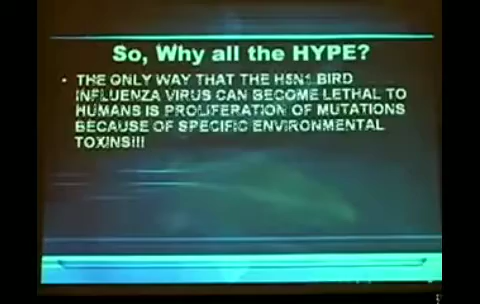 So, Why all the HYPE?
• THE ONLY WAY THAT THE H5N1 BIRD
INFLUENZA VIRUS CAN BECOME LETHAL TO
HUMANS IS PROLIFERATION OF MUTATIONS
BECAUSE OF SPECIFIC ENVIRONMENTAL
TOXINS!!!